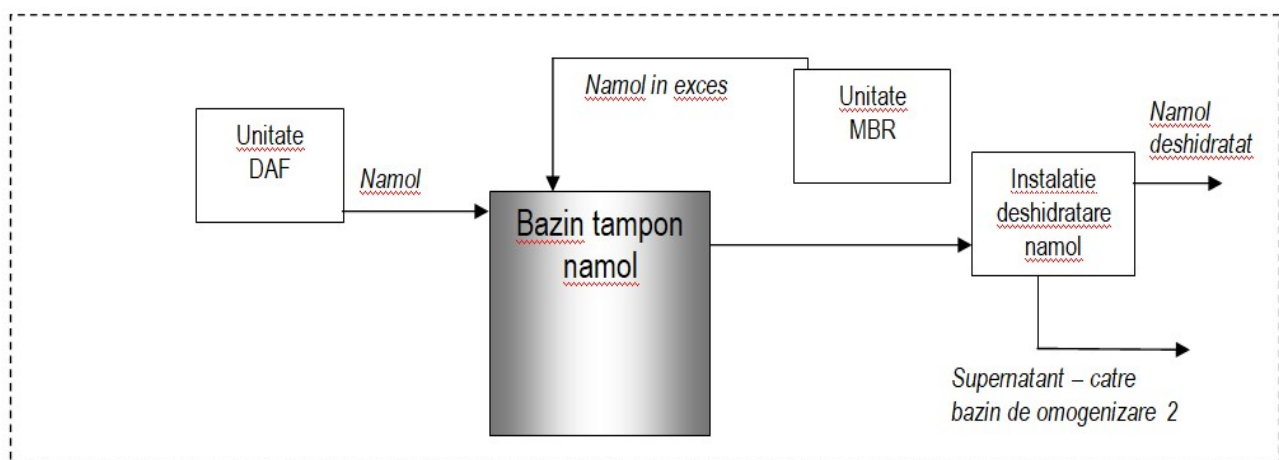 Unitate
DAF
Namol
Namol in exces
Unitate
MBR
Bazin tampon
namol
Instalatie
deshidratare
namol
Namol
deshidratat
Supernatant – catre
bazin de omogenizare 2